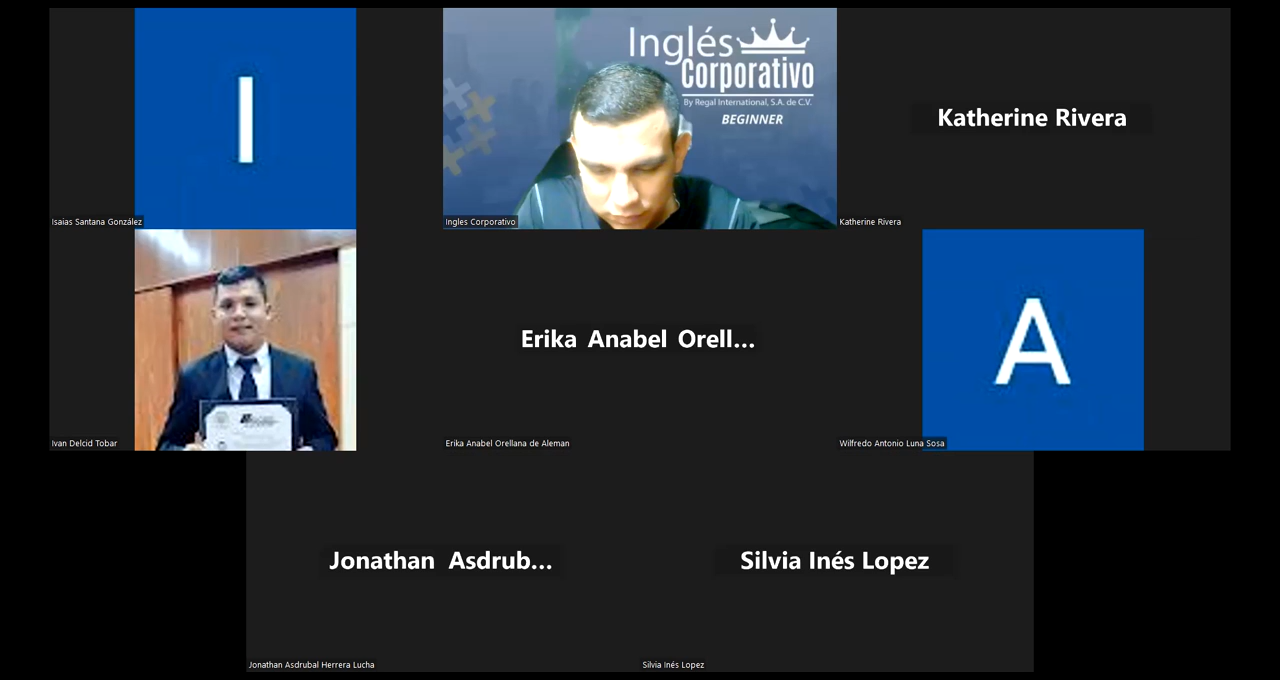 I
Isaias Santana González
Inglés
Corporativo
By Regal International, S.A. de C.V.
BEGINNER
Ingles Corporativo
Katherine Rivera
Katherine Rivera
Ivan Delcid Tobar
Erika Anabel Orell...
Erika Anabel Orellana de Aleman
A
Wilfredo Antonio Luna Sosa
Jonathan Asdrub...
Jonathan Asdrubal Herrera Lucha
Silvia Inés Lopez
Silvia Inés Lopez